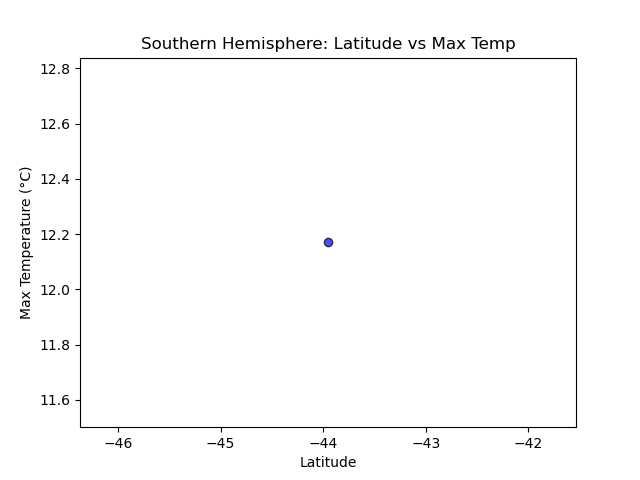 Southern Hemisphere: Latitude vs Max Temp
12.8
12.6
12.4
12.2
12.0
11.8
11.6
Max Temperature (°C)
−46 −45 −44 −43 −42
Latitude